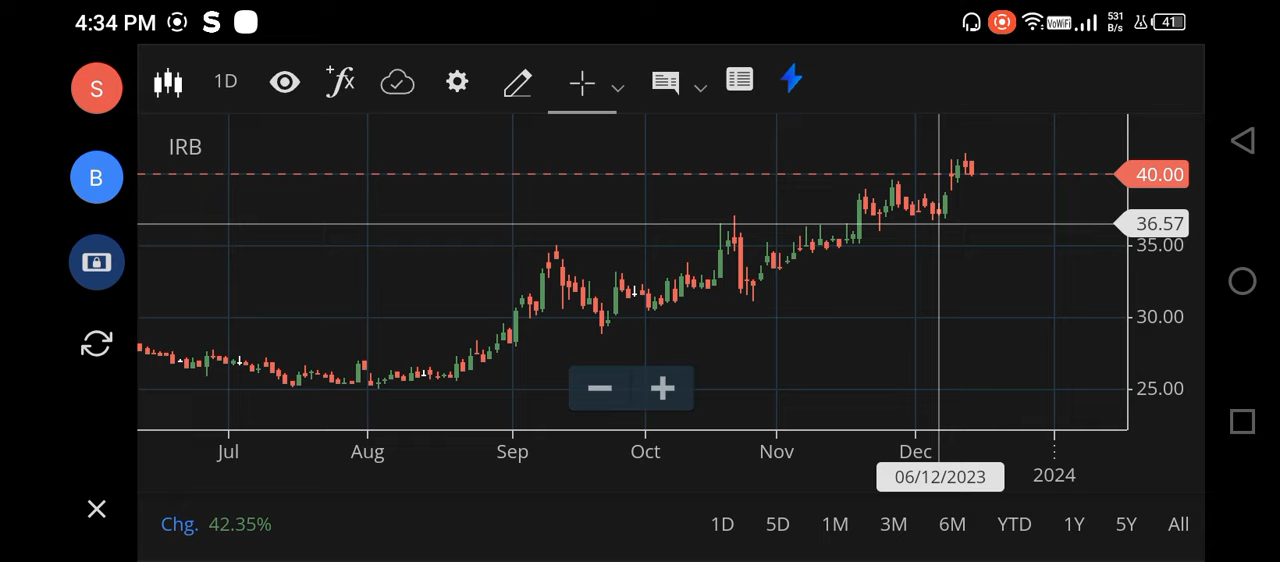 4:34 PM S VoWiFi 531 B/s 41
S 1D +fx
IRB
B 40.00
36.57
35.00
30.00
25.00
Jul Aug Sep Oct Nov Dec
06/12/2023 2024
Chg. 42.35% 1D 5D 1M 3M 6M YTD 1Y 5Y All